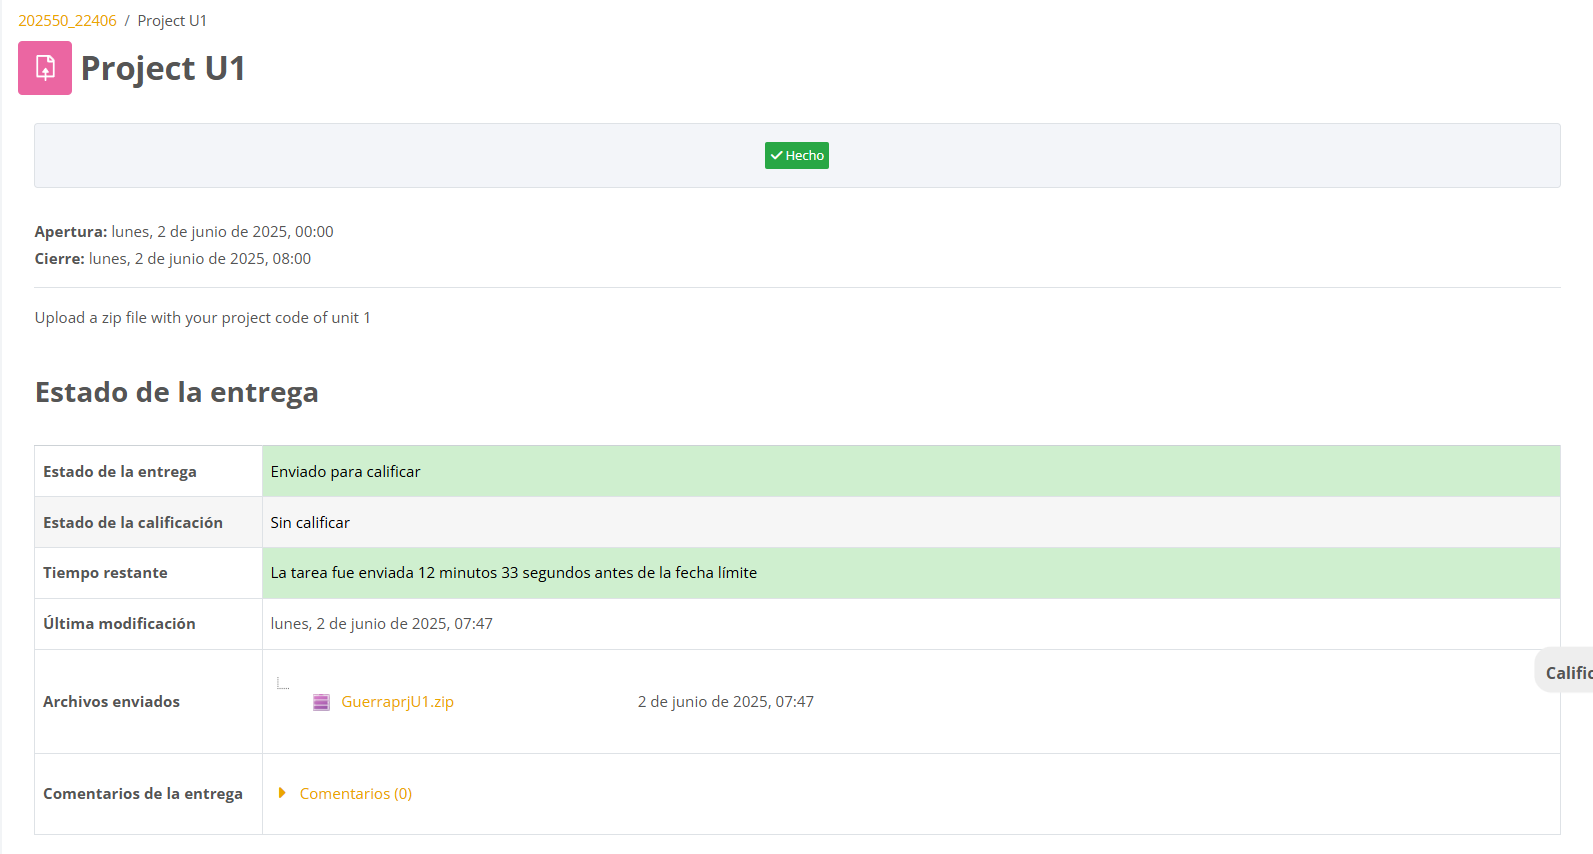 202550_22406 / Project U1
Project U1
Hecho
Apertura: lunes, 2 de junio de 2025, 00:00
Cierre: lunes, 2 de junio de 2025, 08:00
Upload a zip file with your project code of unit 1
Estado de la entrega
Estado de la entrega Enviado para calificar
Estado de la calificación Sin calificar
Tiempo restante La tarea fue enviada 12 minutos 33 segundos antes de la fecha límite
Última modificación lunes, 2 de junio de 2025, 07:47
Califi
Archivos enviados GuerraprjU1.zip 2 de junio de 2025, 07:47
Comentarios de la entrega Comentarios (0)